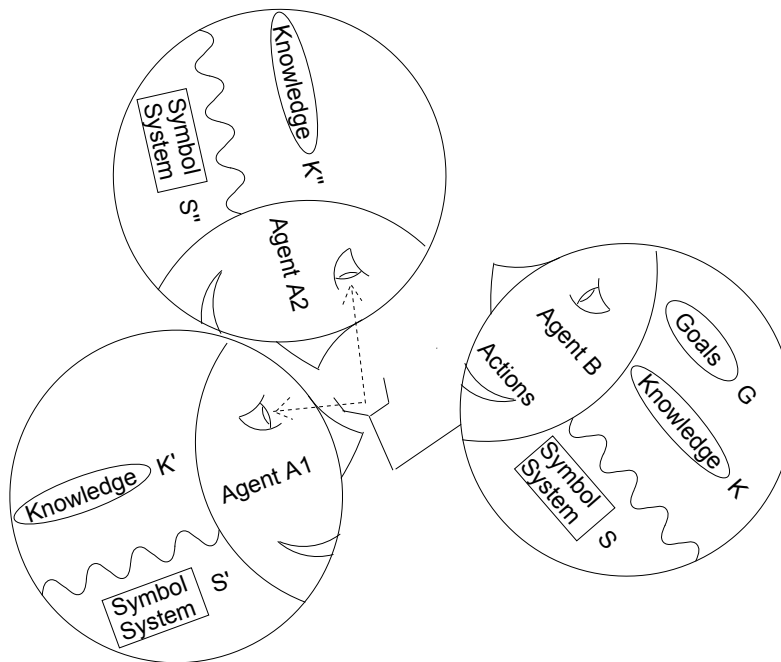 Knowledge
K"
Symbol
System
S"
Agent A2
Agent B
Actions
Goals
G
Knowledge
K
Symbol
System
S
Agent A1
Knowledge
K'
Symbol
System
S'